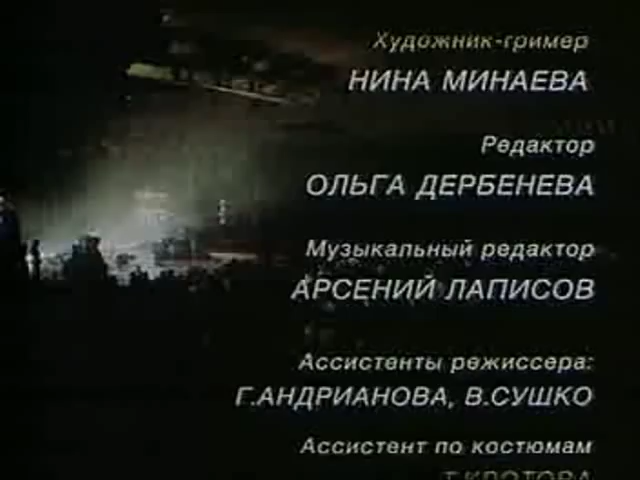 Художник-гример
НИНА МИНАЕВА
Редактор
ОЛЬГА ДЕРБЕНЕВА
Музыкальный редактор
АРСЕНИЙ ЛАПИСОВ
Ассистенты режиссера:
Г.АНДРИАНОВА, В.СУШКО
Ассистент по костюмам